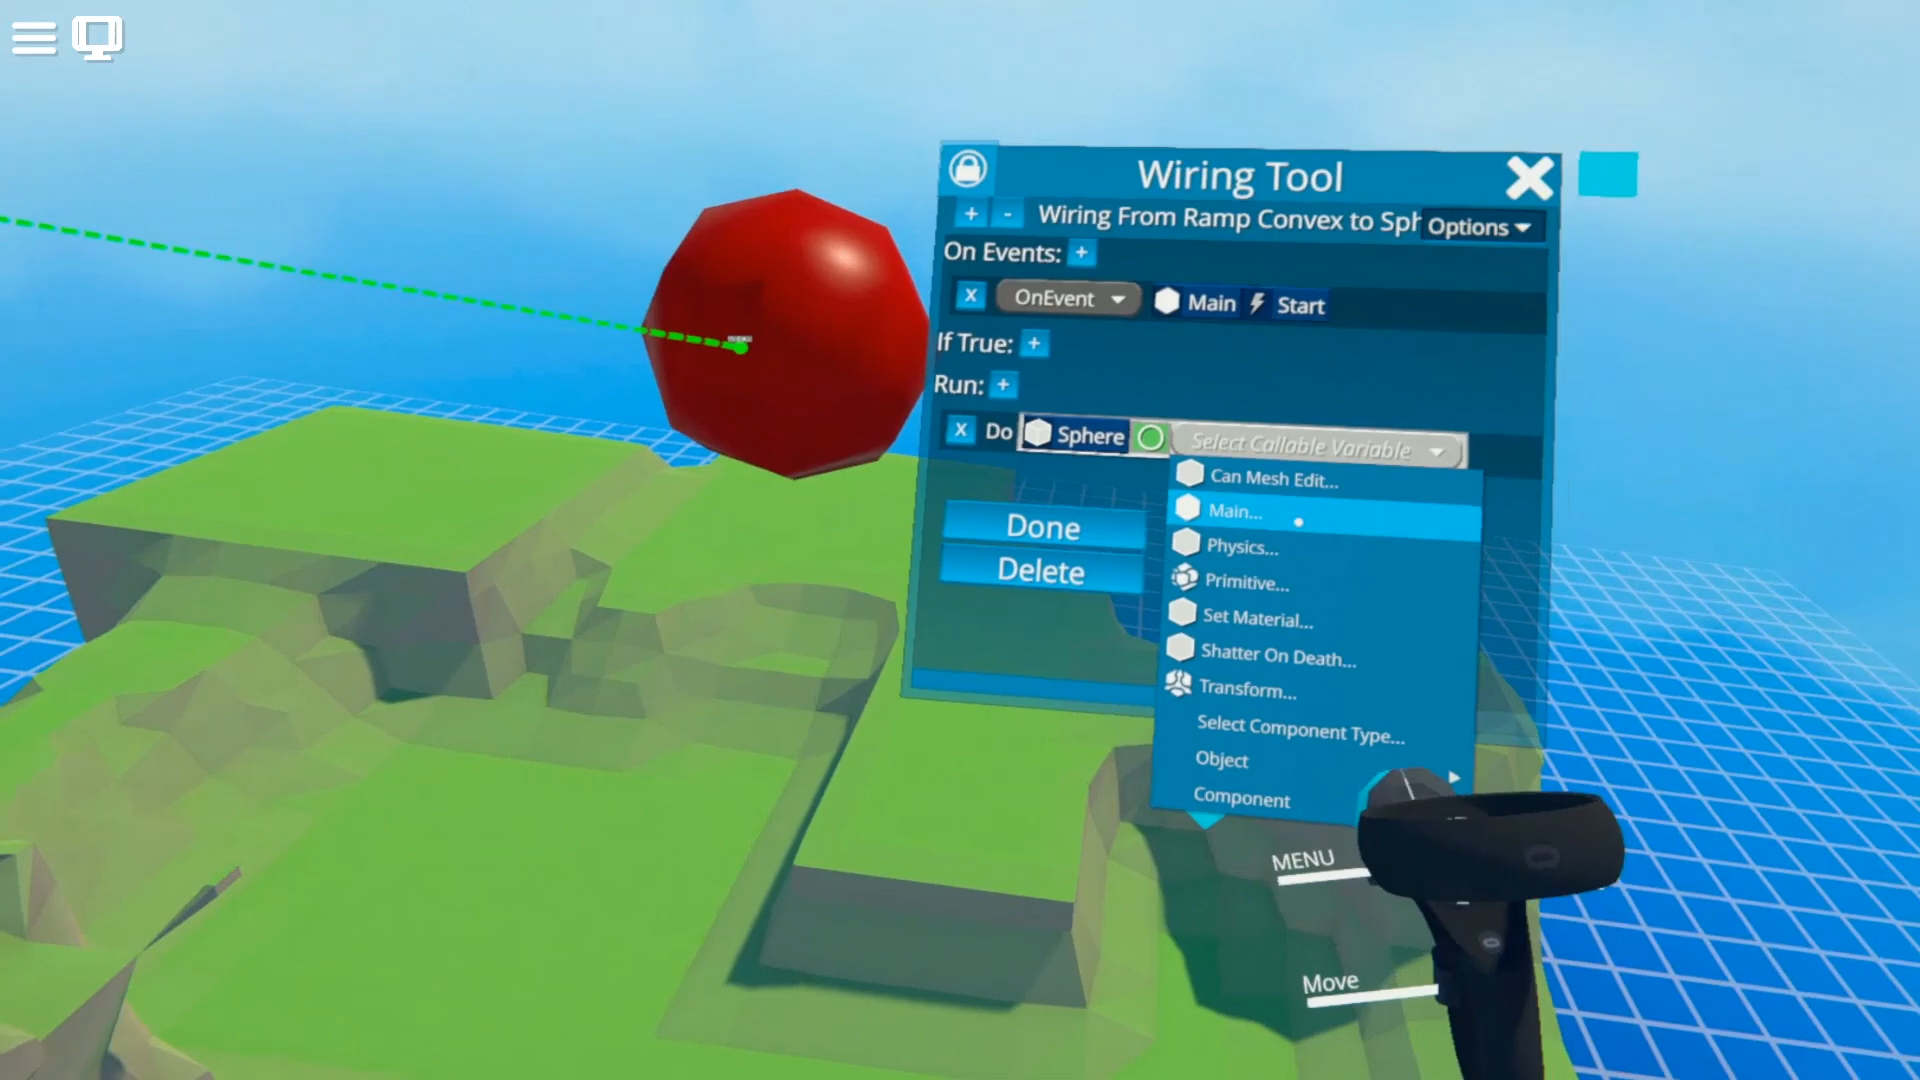 Wiring Tool
+ - Wiring From Ramp Convex to Sph Options
On Events: +
X OnEvent Main Start
If True: +
Run: +
X Do Sphere Select Callable Variable
Can Mesh Edit...
Main...
Physics...
Primitive...
Set Material...
Shatter On Death...
Transform...
Select Component Type...
Object
Component
Done
Delete
MENU
Move